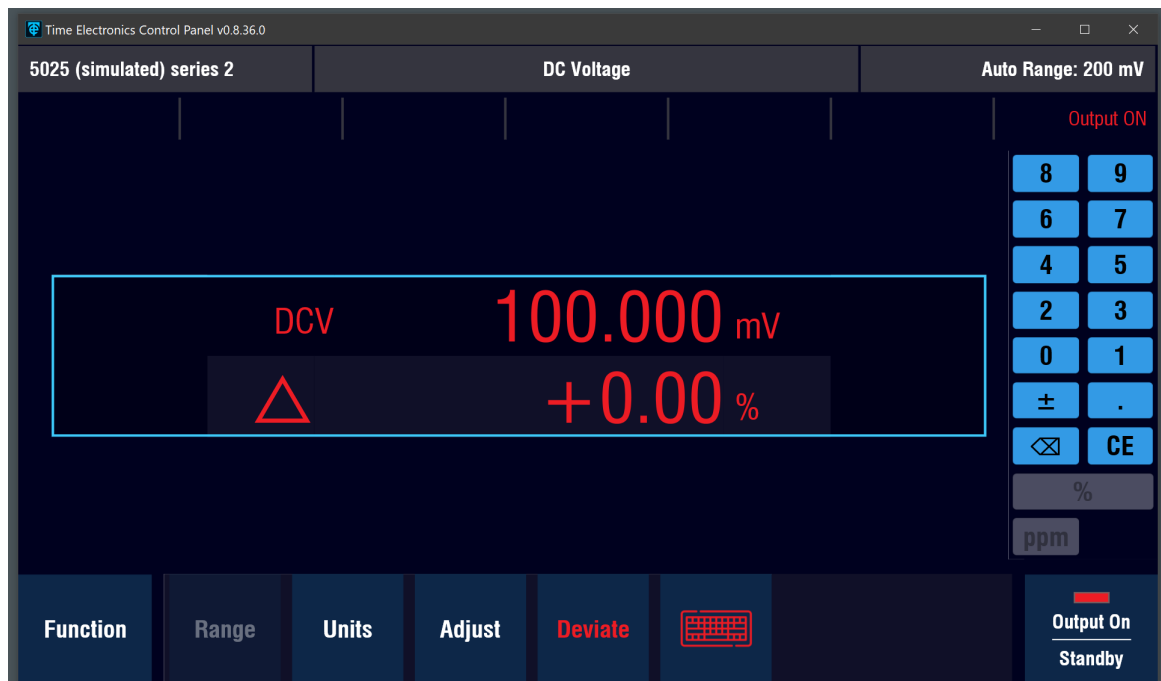 Time Electronics Control Panel v0.8.36.0
5025 (simulated) series 2 DC Voltage Auto Range: 200 mV
Output ON
8 9
6 7
4 5
DCV 100.000 mV
2 3
0 1
△ +0.00 %
± .
⌫ CE
%
ppm
Function Range Units Adjust Deviate Output On
Standby